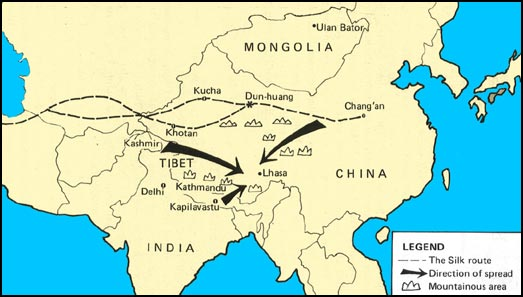 Ulan Bator
MONGOLIA
Kucha
Dun-huang
Chang'an
Khotan
Kashmir
TIBET
Lhasa
CHINA
Delhi
Kathmandu
Kapilavastu
INDIA
LEGEND
The Silk route
Direction of spread
Mountainous area